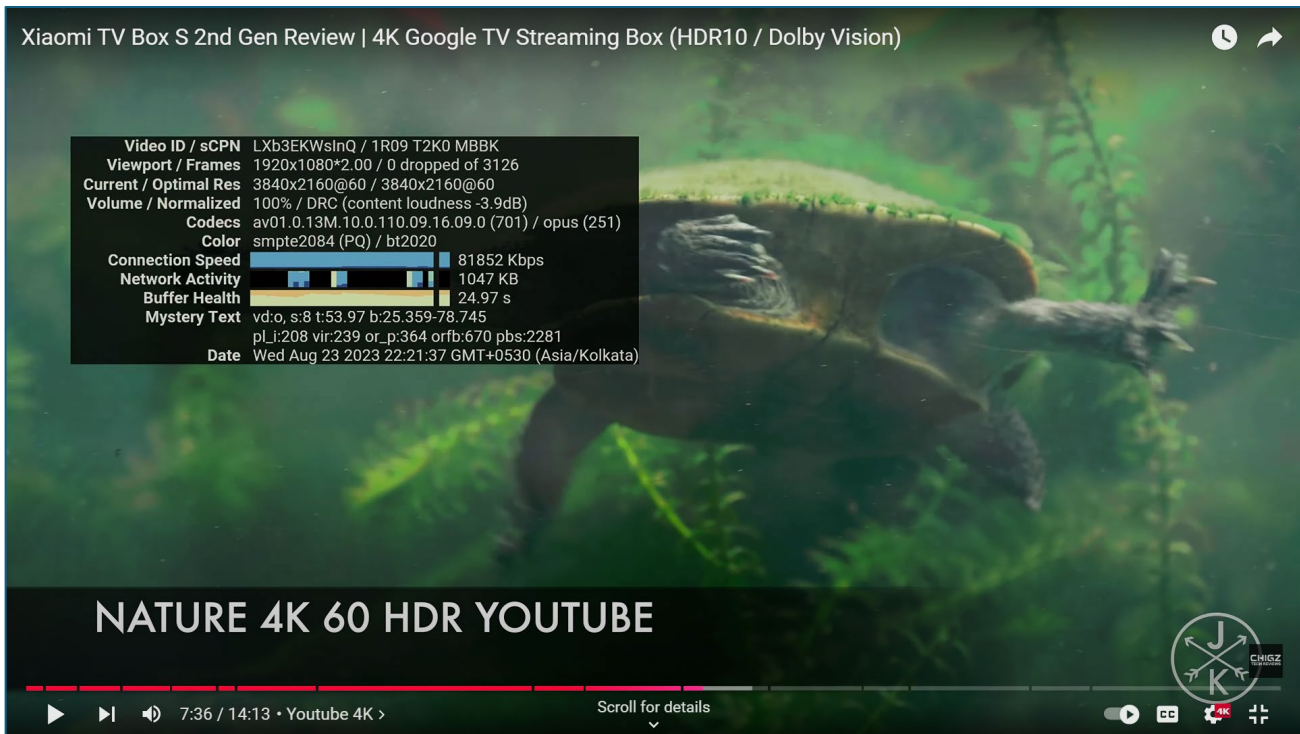 Xiaomi TV Box S 2nd Gen Review | 4K Google TV Streaming Box (HDR10 / Dolby Vision)
Video ID / sCPN LXb3EKWsInQ / 1R09 T2K0 MBBK
Viewport / Frames 1920x1080*2.00 / 0 dropped of 3126
Current / Optimal Res 3840x2160@60 / 3840x2160@60
Volume / Normalized 100% / DRC (content loudness -3.9dB)
Codecs av01.0.13M.10.0.110.09.16.09.0 (701) / opus (251)
Color smpte2084 (PQ) / bt2020
Connection Speed 81852 Kbps
Network Activity 1047 KB
Buffer Health 24.97 s
Mystery Text vd:o, s:8 t:53.97 b:25.359-78.745
pl_i:208 vir:239 or_p:364 orfb:670 pbs:2281
Date Wed Aug 23 2023 22:21:37 GMT+0530 (Asia/Kolkata)
NATURE 4K 60 HDR YOUTUBE
J
K
CHIGZ
TECH REVIEWS
7:36 / 14:13 • Youtube 4K >
Scroll for details
CC
4K